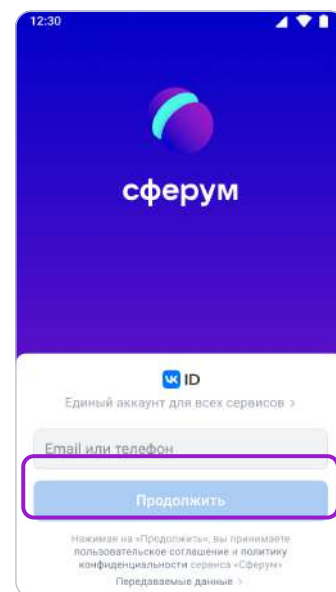 12:30
сферум
VK ID
Единый аккаунт для всех сервисов >
Email или телефон
Продолжить
Нажимая на «Продолжить», вы принимаете
пользовательское соглашение и политику
конфиденциальности сервиса «Сферум»
Передаваемые данные >